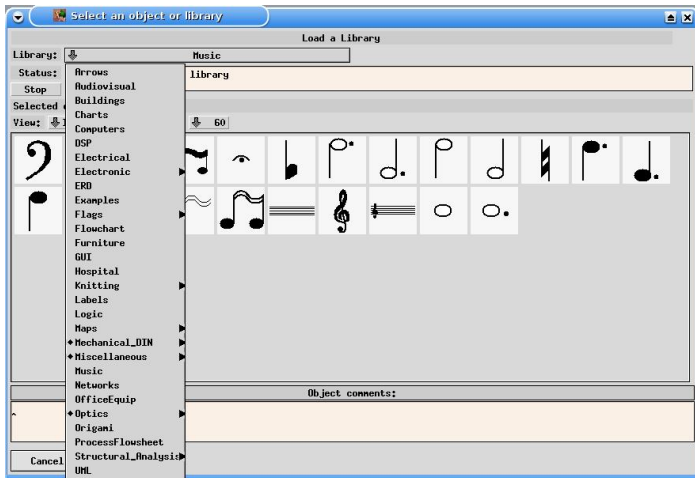 Select an object or library
Load a Library
Library: Music
Status: library
Stop
Selected
View: 60
Arrows
Audiovisual
Buildings
Charts
Computers
DSP
Electrical
Electronic
ERD
Examples
Flags
Flowchart
Furniture
GUI
Hospital
Knitting
Labels
Logic
Maps
Mechanical_DIN
Miscellaneous
Music
Networks
OfficeEquip
Optics
Origami
ProcessFlowsheet
Structural_Analysis
UML
Object comments:
Cancel